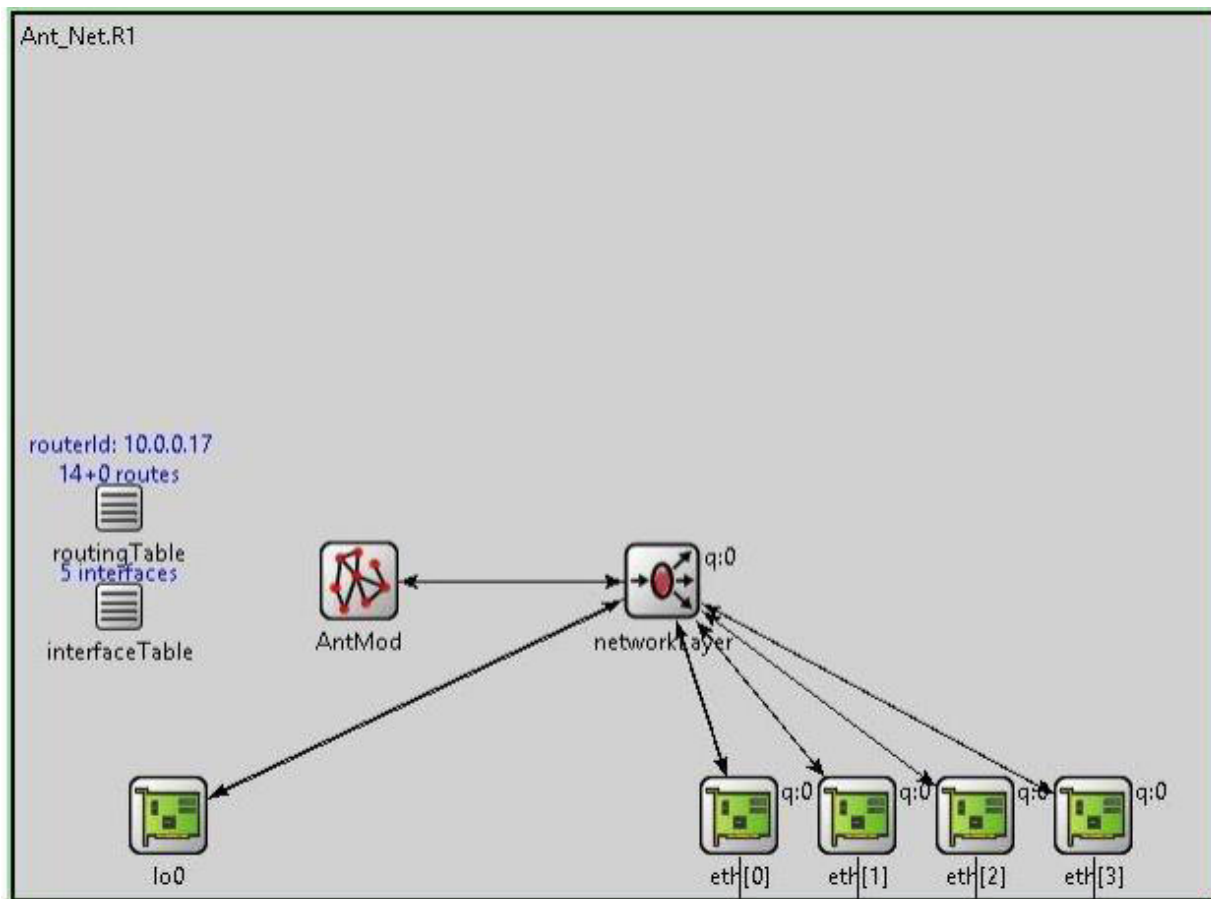 Ant_Net.R1
routerId: 10.0.0.17
14+0 routes
routingTable
5 interfaces
interfaceTable
AntMod
q:0
networkLayer
lo0
q:0
eth[0]
q:0
eth[1]
q:0
eth[2]
q:0
eth[3]